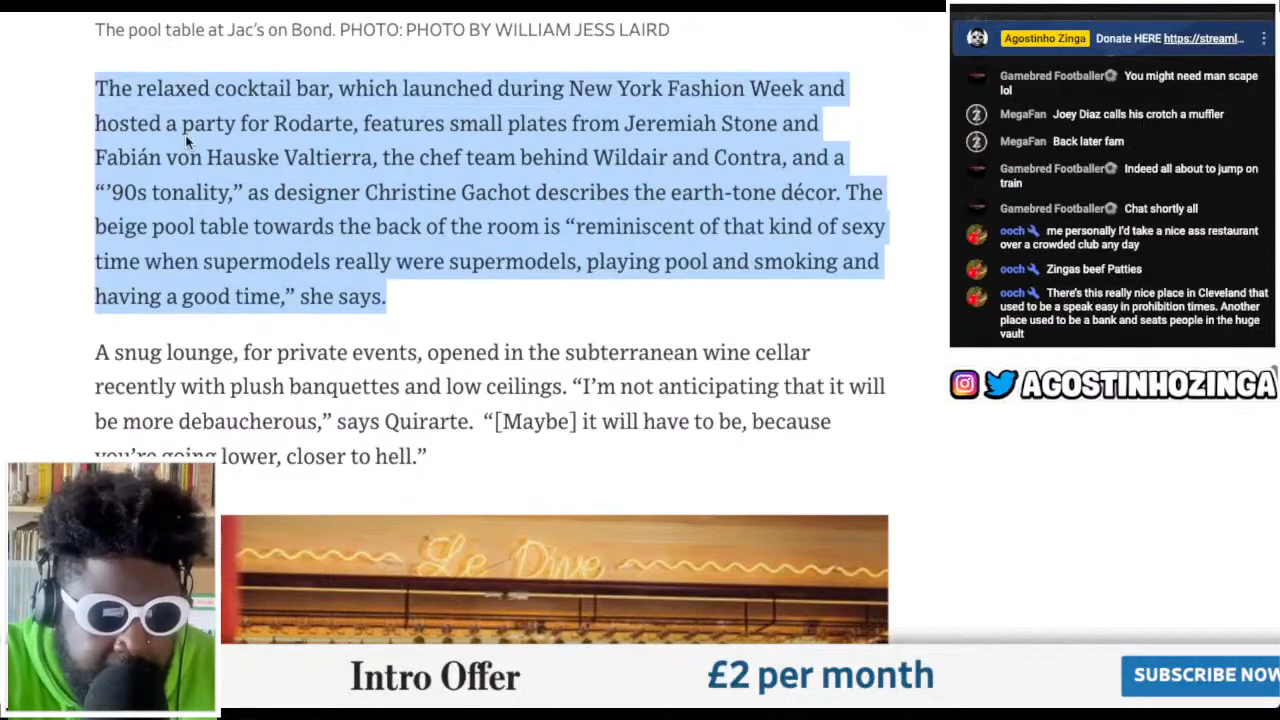 The pool table at Jac's on Bond. PHOTO: PHOTO BY WILLIAM JESS LAIRD
The relaxed cocktail bar, which launched during New York Fashion Week and
hosted a party for Rodarte, features small plates from Jeremiah Stone and
Fabián von Hauske Valtierra, the chef team behind Wildair and Contra, and a
“’90s tonality,” as designer Christine Gachot describes the earth-tone décor. The
beige pool table towards the back of the room is “reminiscent of that kind of sexy
time when supermodels really were supermodels, playing pool and smoking and
having a good time,” she says.
A snug lounge, for private events, opened in the subterranean wine cellar
recently with plush banquettes and low ceilings. “I’m not anticipating that it will
be more debaucherous,” says Quirarte. “[Maybe] it will have to be, because
you’re going lower, closer to hell.”
Le Dive
Intro Offer
£2 per month
SUBSCRIBE NOW
Agostinho Zinga Donate HERE https://streaml...
Gamebred Footballer⚽ You might need man scape
lol
MegaFan Joey Diaz calls his crotch a muffler
MegaFan Back later fam
Gamebred Footballer⚽ Indeed all about to jump on
train
Gamebred Footballer⚽ Chat shortly all
ooch me personally I'd take a nice ass restaurant
over a crowded club any day
ooch Zingas beef Patties
ooch There's this really nice place in Cleveland that
used to be a speak easy in prohibition times. Another
place used to be a bank and seats people in the huge
vault
AGOSTINHOZINGA